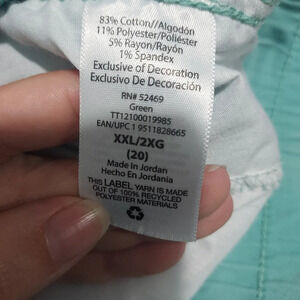 83% Cotton//Algodón
11% Polyester/Poliéster
5% Rayon/Rayón
1% Spandex
Exclusive of Decoration
Exclusivo De Decoración
RN# 52469
Green
TT12100019985
EAN/UPC 1 9511828665
XXL/2XG
(20)
Made in Jordan
Hecho En Jordania
THIS LABEL YARN IS MADE
OUT OF 100% RECYCLED
POLYESTER MATERIALS